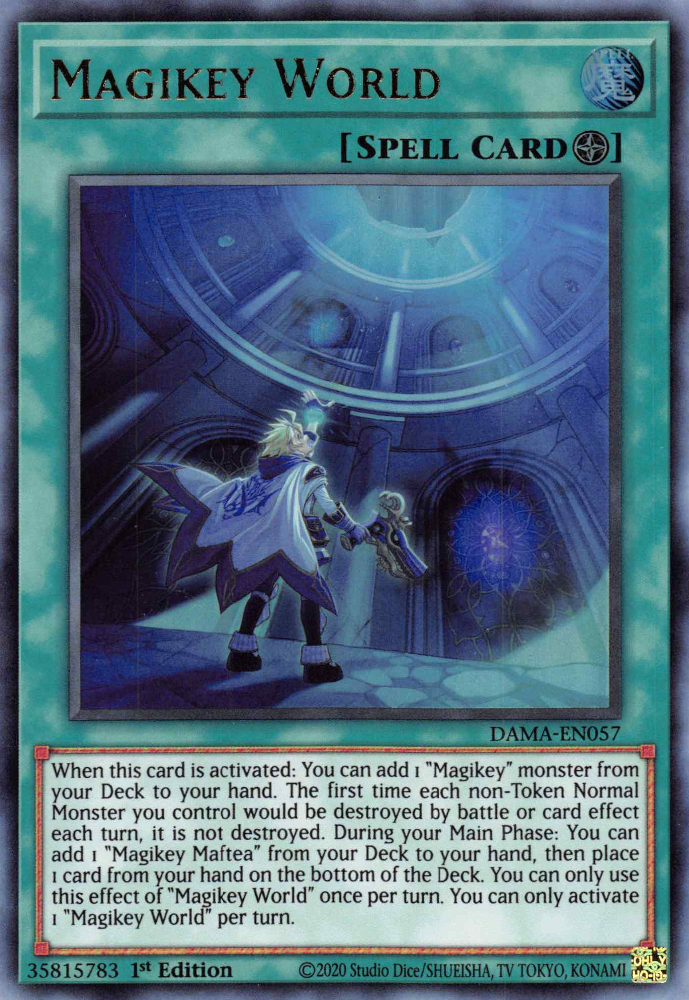 MAGIKEY WORLD
魔
[SPELL CARD]
DAMA-EN057
When this card is activated: You can add 1 "Magikey" monster from
your Deck to your hand. The first time each non-Token Normal
Monster you control would be destroyed by battle or card effect
each turn, it is not destroyed. During your Main Phase: You can
add 1 "Magikey Maftea" from your Deck to your hand, then place
1 card from your hand on the bottom of the Deck. You can only use
this effect of "Magikey World" once per turn. You can only activate
1 "Magikey World" per turn.
35815783 1st Edition ©2020 Studio Dice/SHUEISHA, TV TOKYO, KONAMI